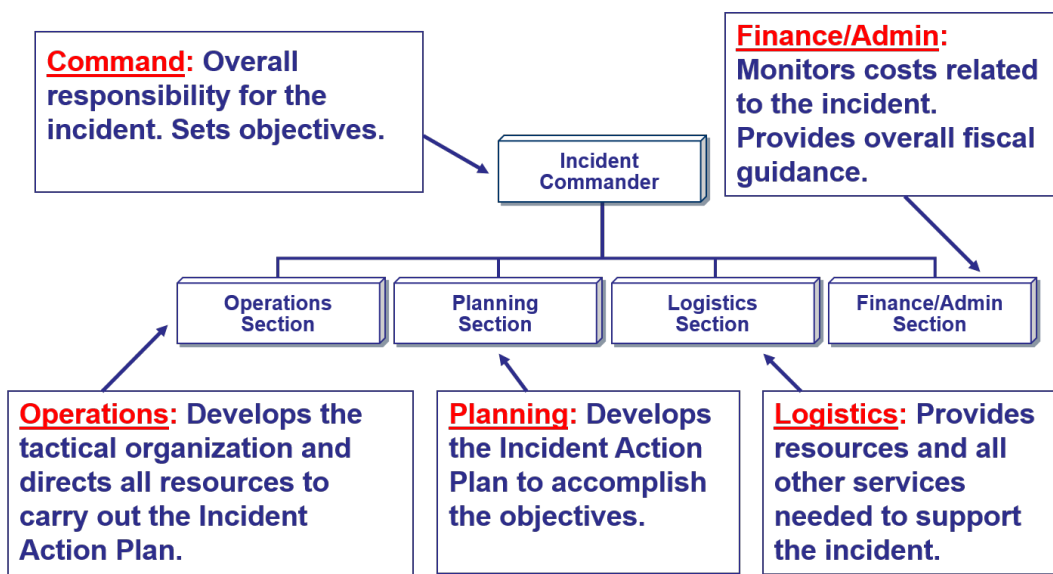 Command: Overall
responsibility for the
incident. Sets objectives.
Finance/Admin:
Monitors costs related
to the incident.
Provides overall fiscal
guidance.
Incident
Commander
Operations
Section
Planning
Section
Logistics
Section
Finance/Admin
Section
Operations: Develops the
tactical organization and
directs all resources to
carry out the Incident
Action Plan.
Planning: Develops
the Incident Action
Plan to accomplish
the objectives.
Logistics: Provides
resources and all
other services
needed to support
the incident.